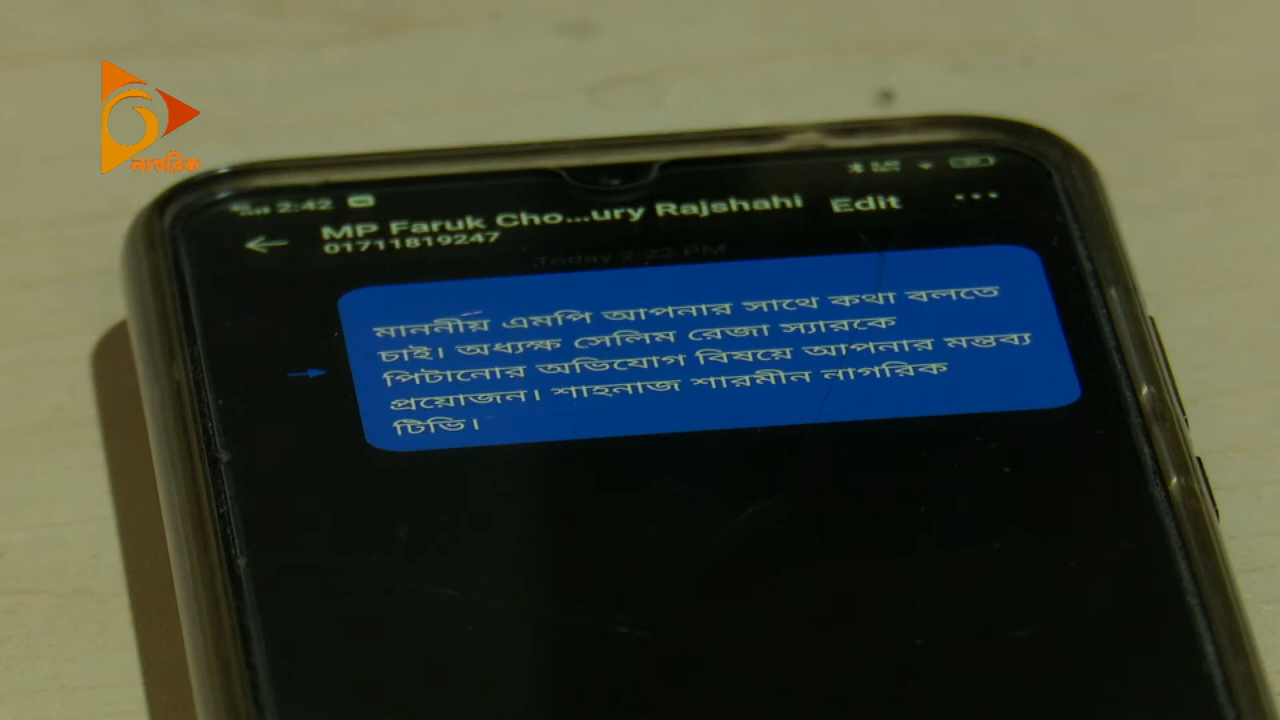 নাগরিক
2:42
MP Faruk Cho...ury Rajshahi
Edit
01711819247
Today 2:22 PM
মাননীয় এমপি আপনার সাথে কথা বলতে
চাই। অধ্যক্ষ সেলিম রেজা স্যারকে
পিটানোর অভিযোগ বিষয়ে আপনার মন্তব্য
প্রয়োজন। শাহনাজ শারমীন নাগরিক
টিভি।